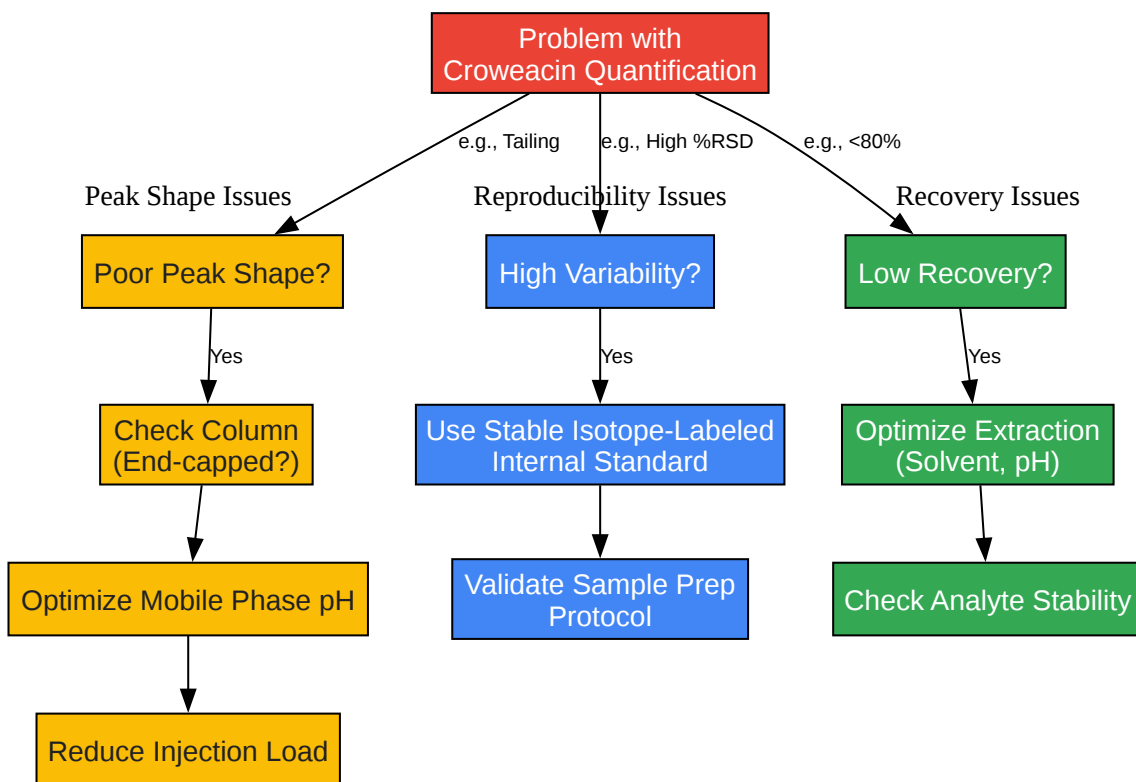 Problem with
Croweacin Quantification
e.g., Tailing
e.g., High %RSD
e.g., <80%
Peak Shape Issues
Reproducibility Issues
Recovery Issues
Poor Peak Shape?
High Variability?
Low Recovery?
Yes
Yes
Yes
Check Column
(End-capped?)
Use Stable Isotope-Labeled
Internal Standard
Optimize Extraction
(Solvent, pH)
Optimize Mobile Phase pH
Validate Sample Prep
Protocol
Check Analyte Stability
Reduce Injection Load